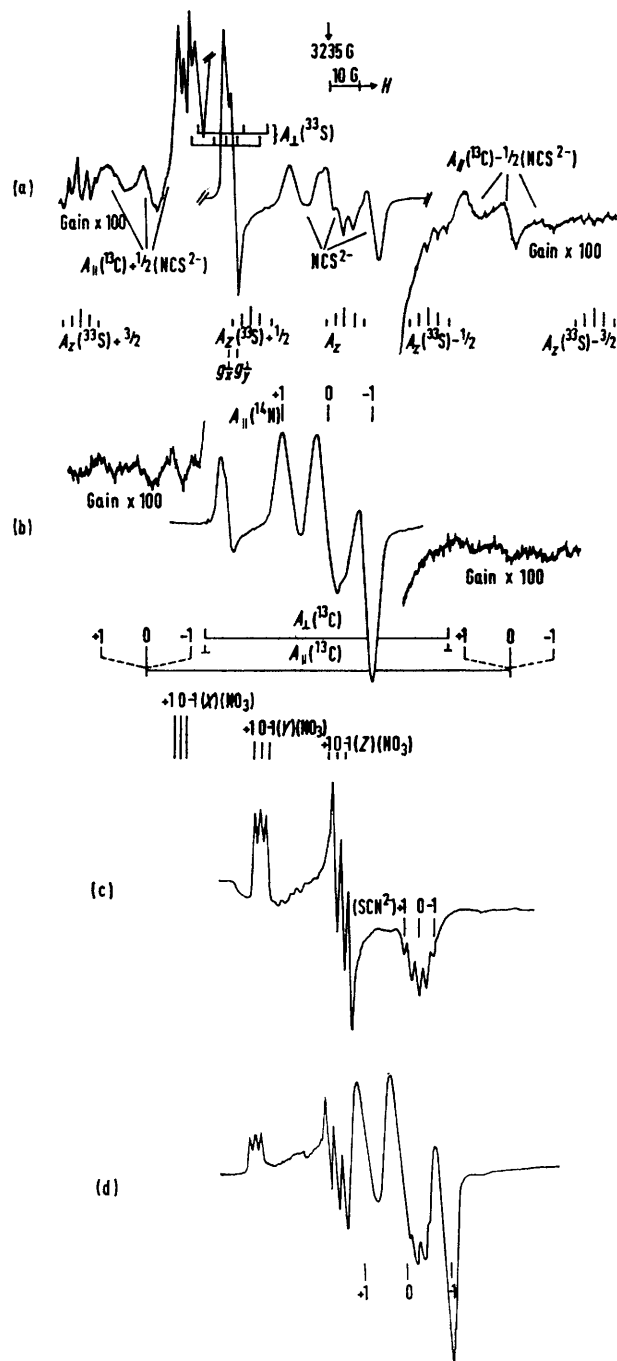 3235 G
10 G
H
} A⊥(³³S)
(a)
Gain x 100
A∥(¹³C)+½(NCS²⁻)
NCS²⁻
A∥(¹³C)−½(NCS²⁻)
Gain x 100
A_z(³³S)+³/₂
A_z(³³S)+½
A_z
A_z(³³S)−½
A_z(³³S)−³/₂
g_x^⊥ g_y^⊥
+1 0 -1
A∥(¹⁴N)
Gain x 100
(b)
Gain x 100
A⊥(¹³C)
+1 0 -1
A∥(¹³C)
+1 0 -1
+1 0 -1 (X)(NO₃)
+1 0 -1 (Y)(NO₃)
+1 0 -1 (Z)(NO₃)
(c)
(SCN²)+1 0 -1
(d)
+1 0 -1